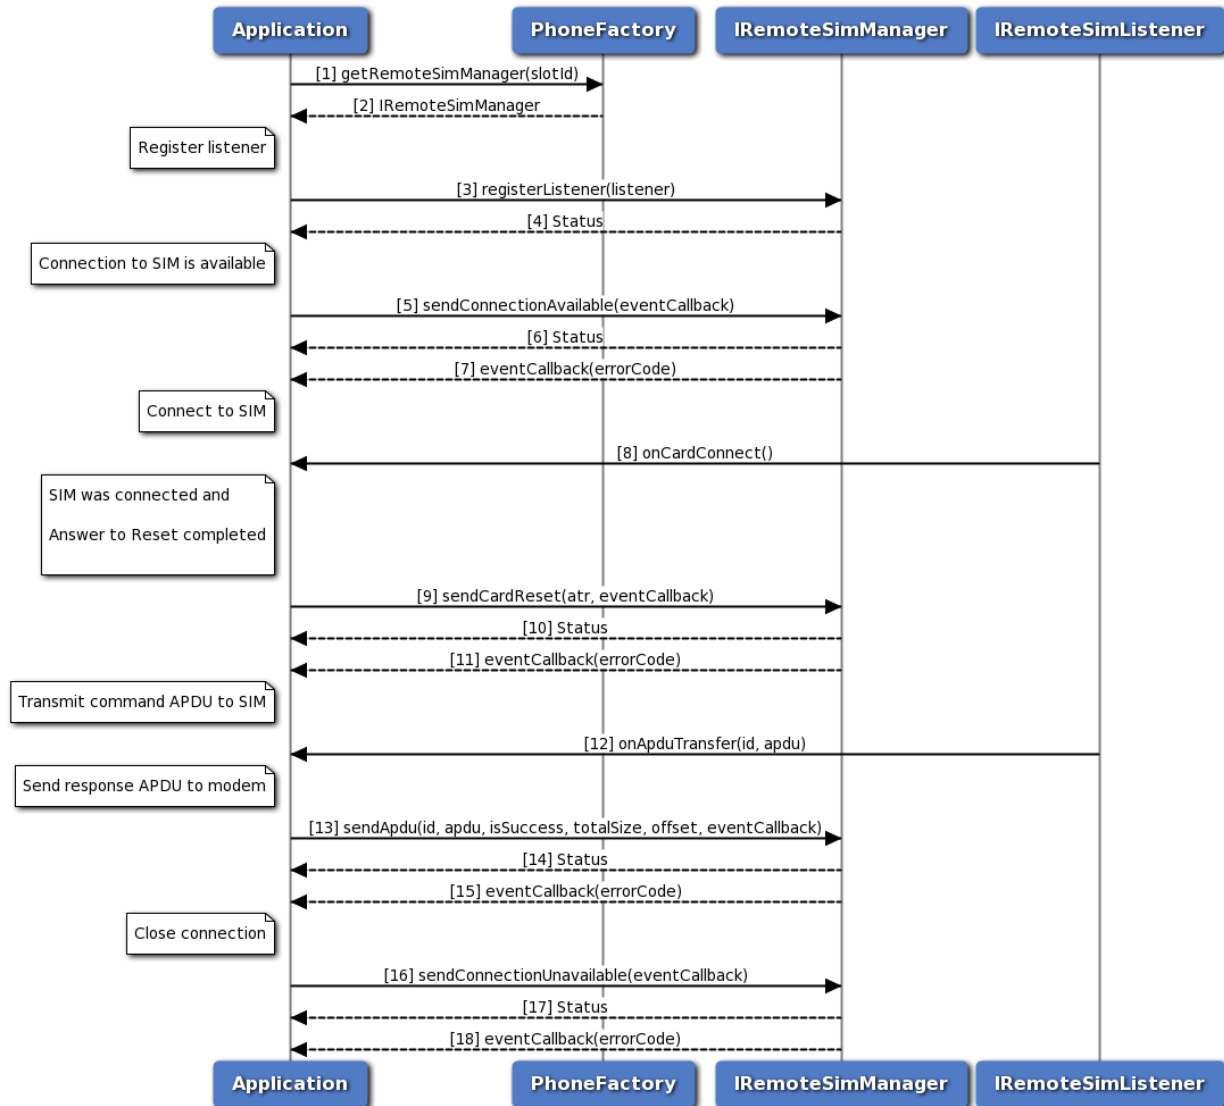 Application
PhoneFactory
IRemoteSimManager
IRemoteSimListener
[1] getRemoteSimManager(slotId)
[2] IRemoteSimManager
Register listener
[3] registerListener(listener)
[4] Status
Connection to SIM is available
[5] sendConnectionAvailable(eventCallback)
[6] Status
[7] eventCallback(errorCode)
Connect to SIM
[8] onCardConnect()
SIM was connected and
Answer to Reset completed
[9] sendCardReset(atr, eventCallback)
[10] Status
[11] eventCallback(errorCode)
Transmit command APDU to SIM
[12] onApduTransfer(id, apdu)
Send response APDU to modem
[13] sendApdu(id, apdu, isSuccess, totalSize, offset, eventCallback)
[14] Status
[15] eventCallback(errorCode)
Close connection
[16] sendConnectionUnavailable(eventCallback)
[17] Status
[18] eventCallback(errorCode)
Application
PhoneFactory
IRemoteSimManager
IRemoteSimListener